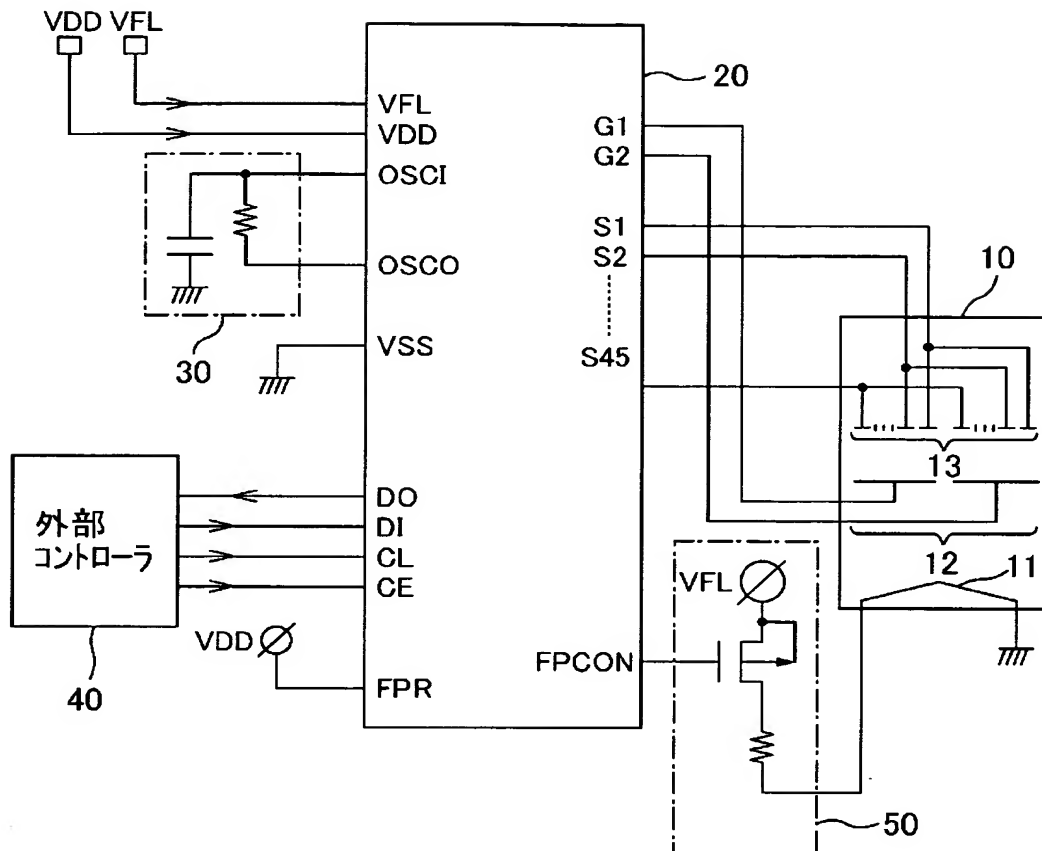 VDD VFL
20
VFL
VDD
OSCI
OSCO
30
VSS
G1
G2
S1
S2
S45
10
13
12
11
外部
コントローラ
40
DO
DI
CL
CE
VDD
FPR
FPCON
VFL
50